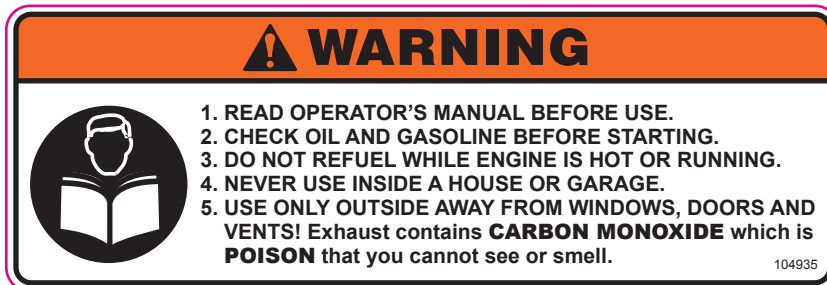 WARNING
1. READ OPERATOR'S MANUAL BEFORE USE.
2. CHECK OIL AND GASOLINE BEFORE STARTING.
3. DO NOT REFUEL WHILE ENGINE IS HOT OR RUNNING.
4. NEVER USE INSIDE A HOUSE OR GARAGE.
5. USE ONLY OUTSIDE AWAY FROM WINDOWS, DOORS AND
VENTS! Exhaust contains CARBON MONOXIDE which is
POISON that you cannot see or smell.
104935